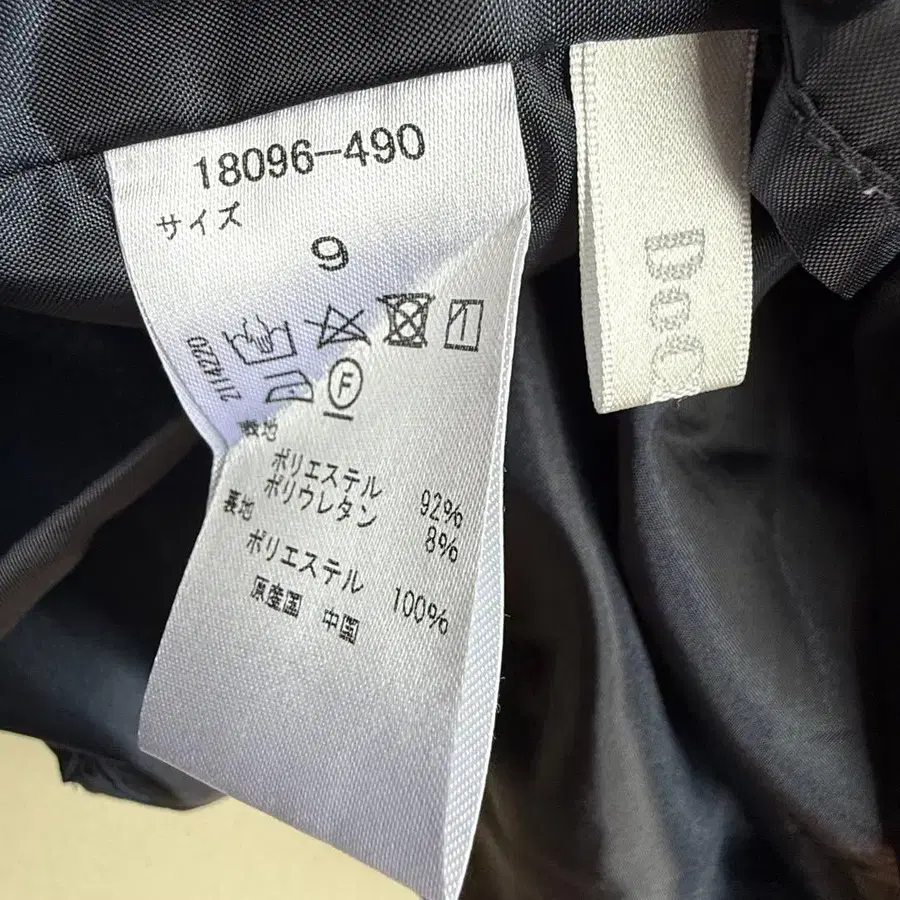 18096-490
サイズ
9
2114220
F
表地
ポリエステル 92%
ポリウレタン 8%
裏地
ポリエステル 100%
原産国 中国
DoC